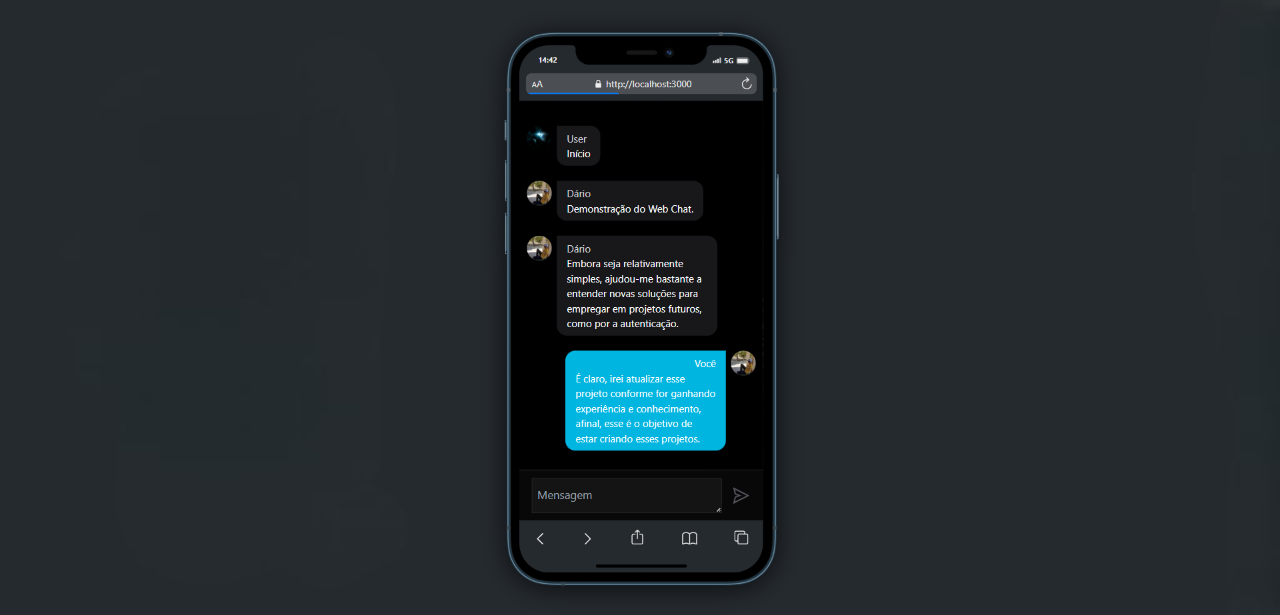 14:42
5G
AA
http://localhost:3000
User
Início
Dário
Demonstração do Web Chat.
Dário
Embora seja relativamente
simples, ajudou-me bastante a
entender novas soluções para
empregar em projetos futuros,
como por a autenticação.
Você
É claro, irei atualizar esse
projeto conforme for ganhando
experiência e conhecimento,
afinal, esse é o objetivo de
estar criando esses projetos.
Mensagem